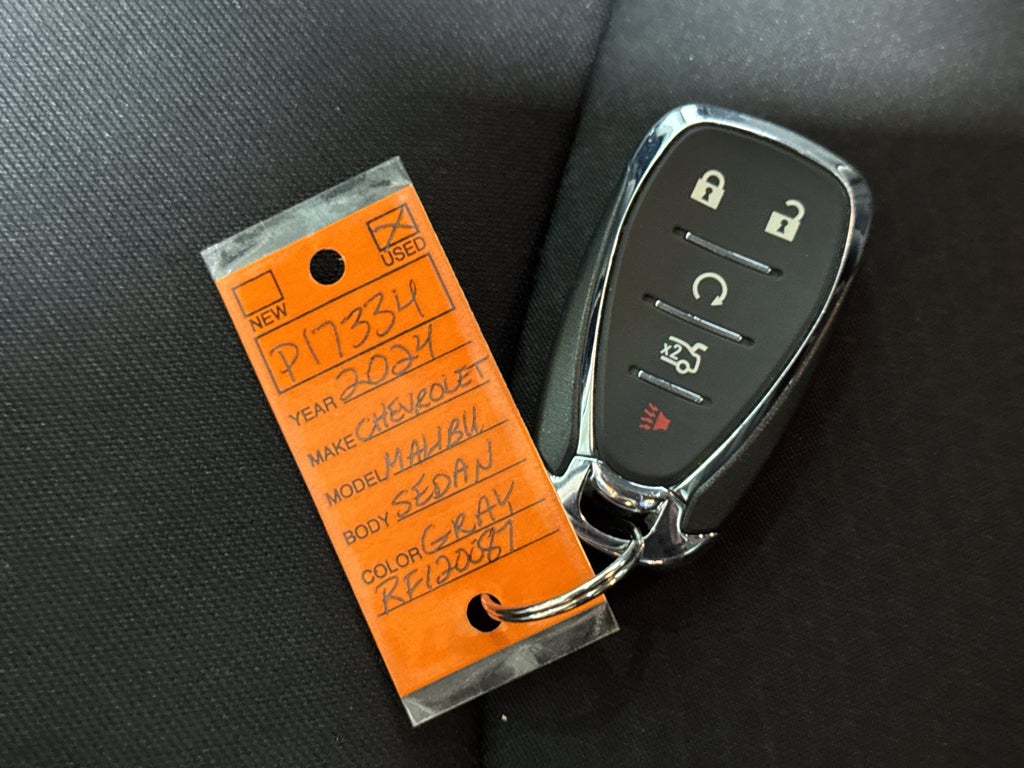 NEW
USED
P17334
YEAR 2024
MAKE CHEVROLET
MODEL MALIBU
BODY SEDAN
COLOR GRAY
RF120087
x2